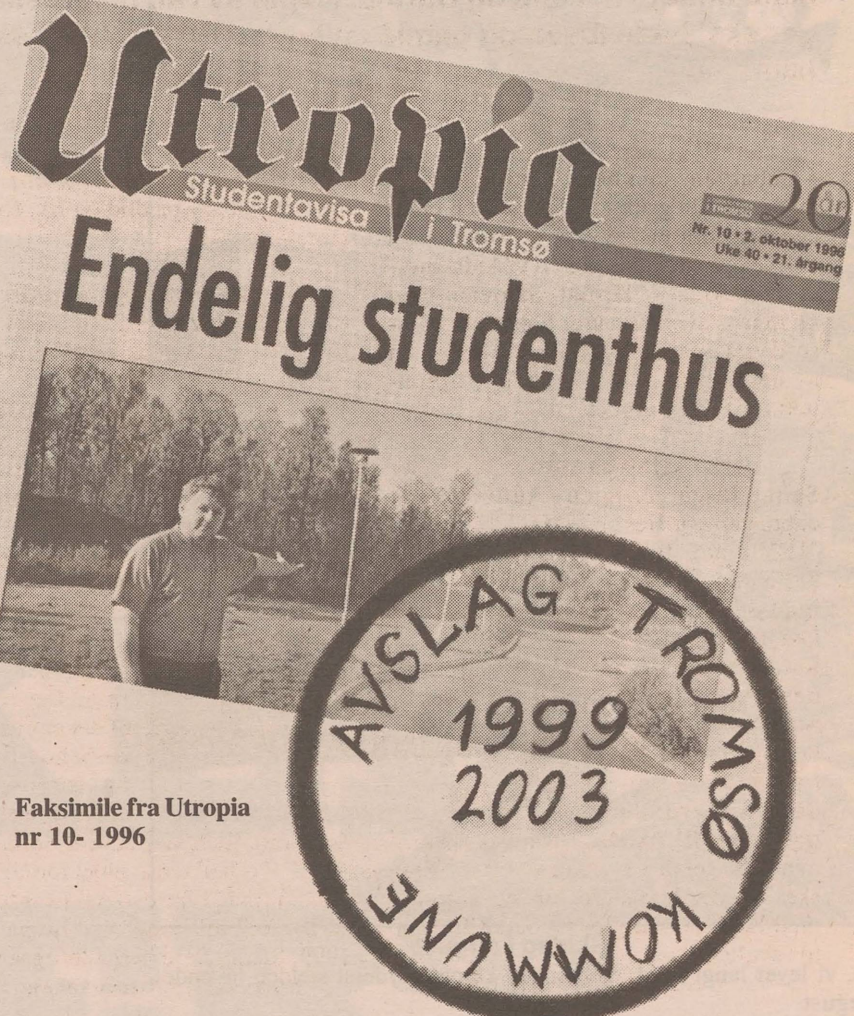 Utropia
Studentavisa i Tromsø
20 år
Nr. 10 • 2. oktober 1996
Uke 40 • 21. årgang
Endelig studenthus
AVSLAG TROMSØ KOMMUNE
1999
2003
Faksimile fra Utropia
nr 10- 1996